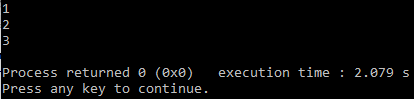 1
2
3
Process returned 0 (0x0)   execution time : 2.079 s
Press any key to continue.